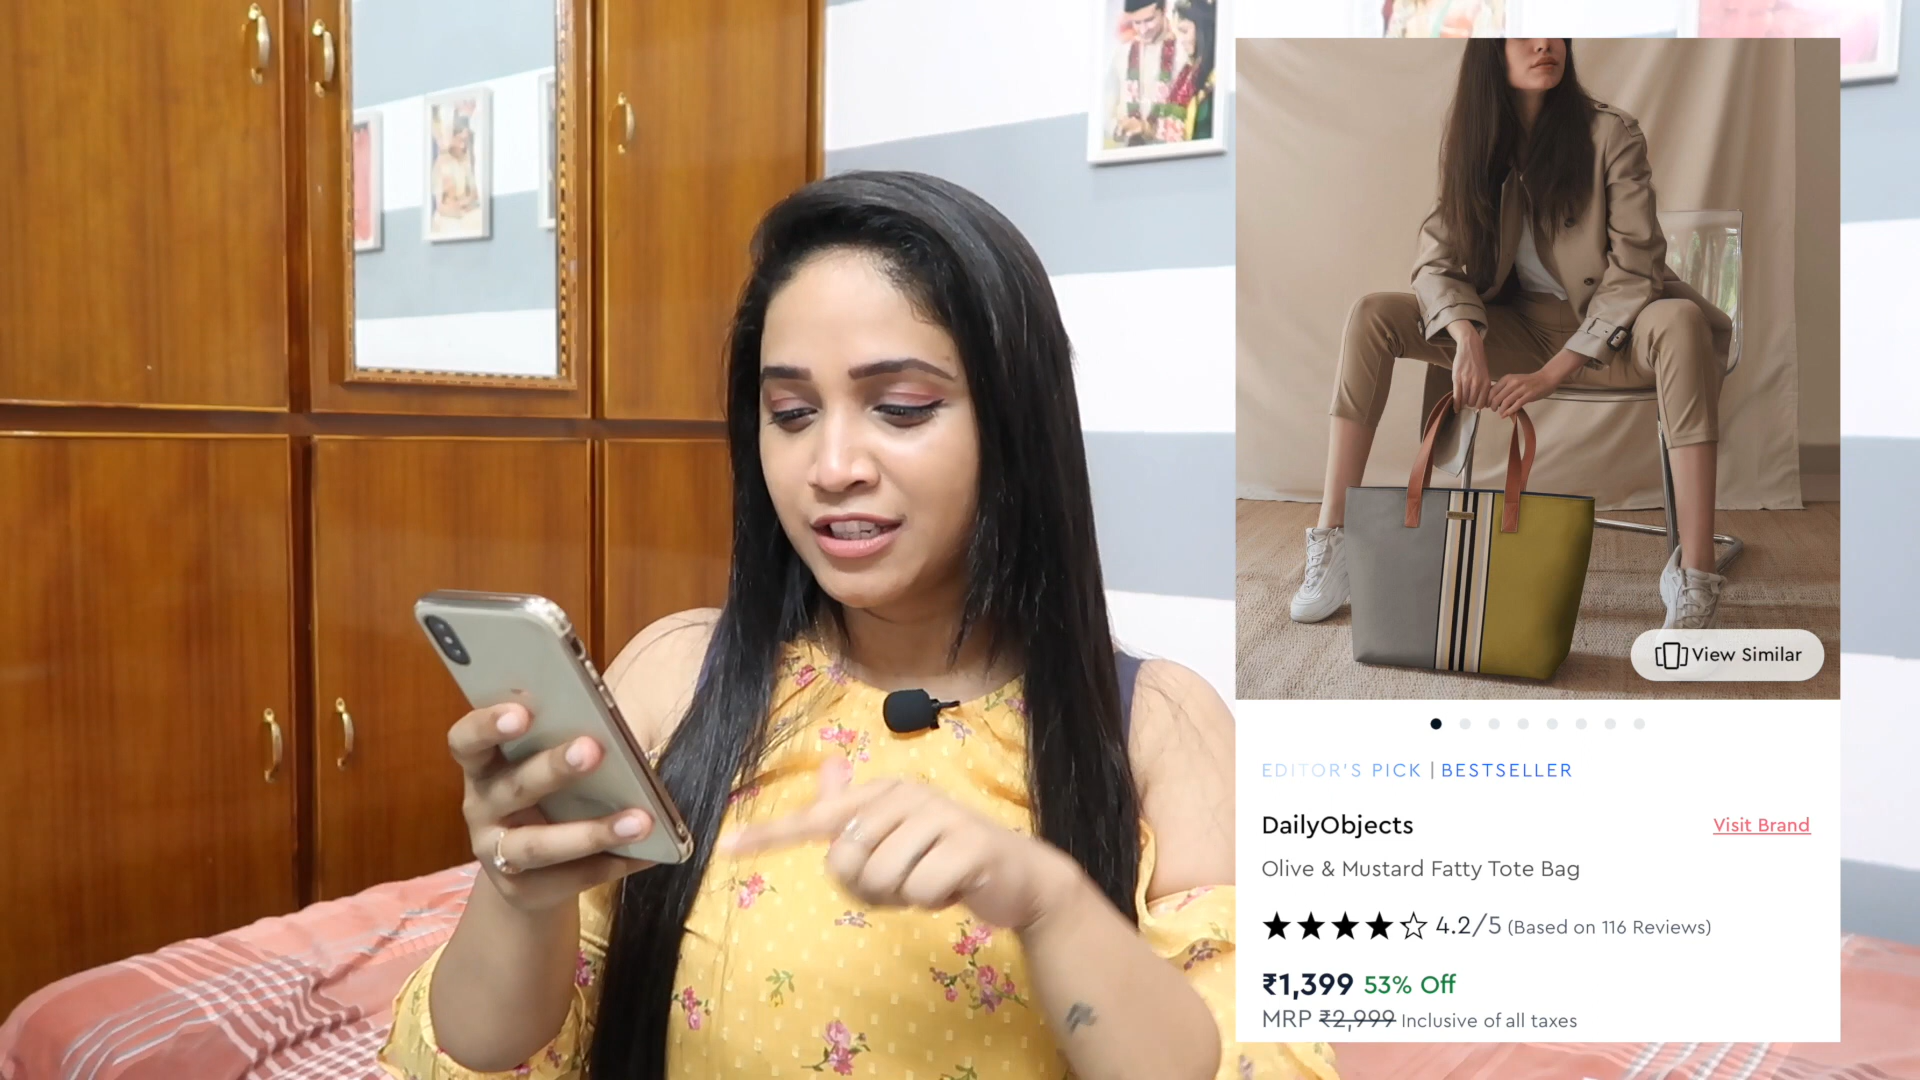 View Similar
EDITOR'S PICK | BESTSELLER
DailyObjects
Visit Brand
Olive & Mustard Fatty Tote Bag
4.2/5 (Based on 116 Reviews)
₹1,399 53% Off
MRP ₹2,999 Inclusive of all taxes